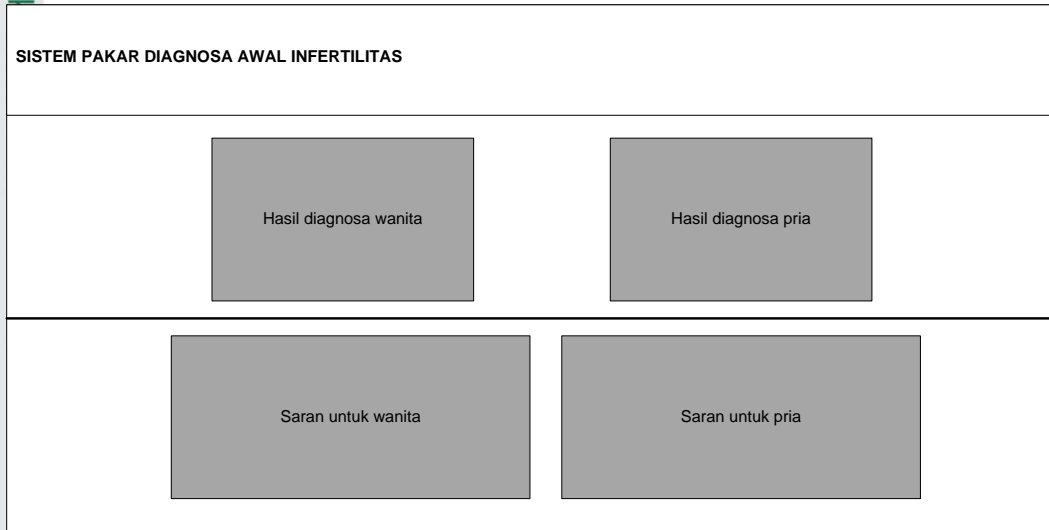 SISTEM PAKAR DIAGNOSA AWAL INFERTILITAS
Hasil diagnosa wanita
Hasil diagnosa pria
Saran untuk wanita
Saran untuk pria